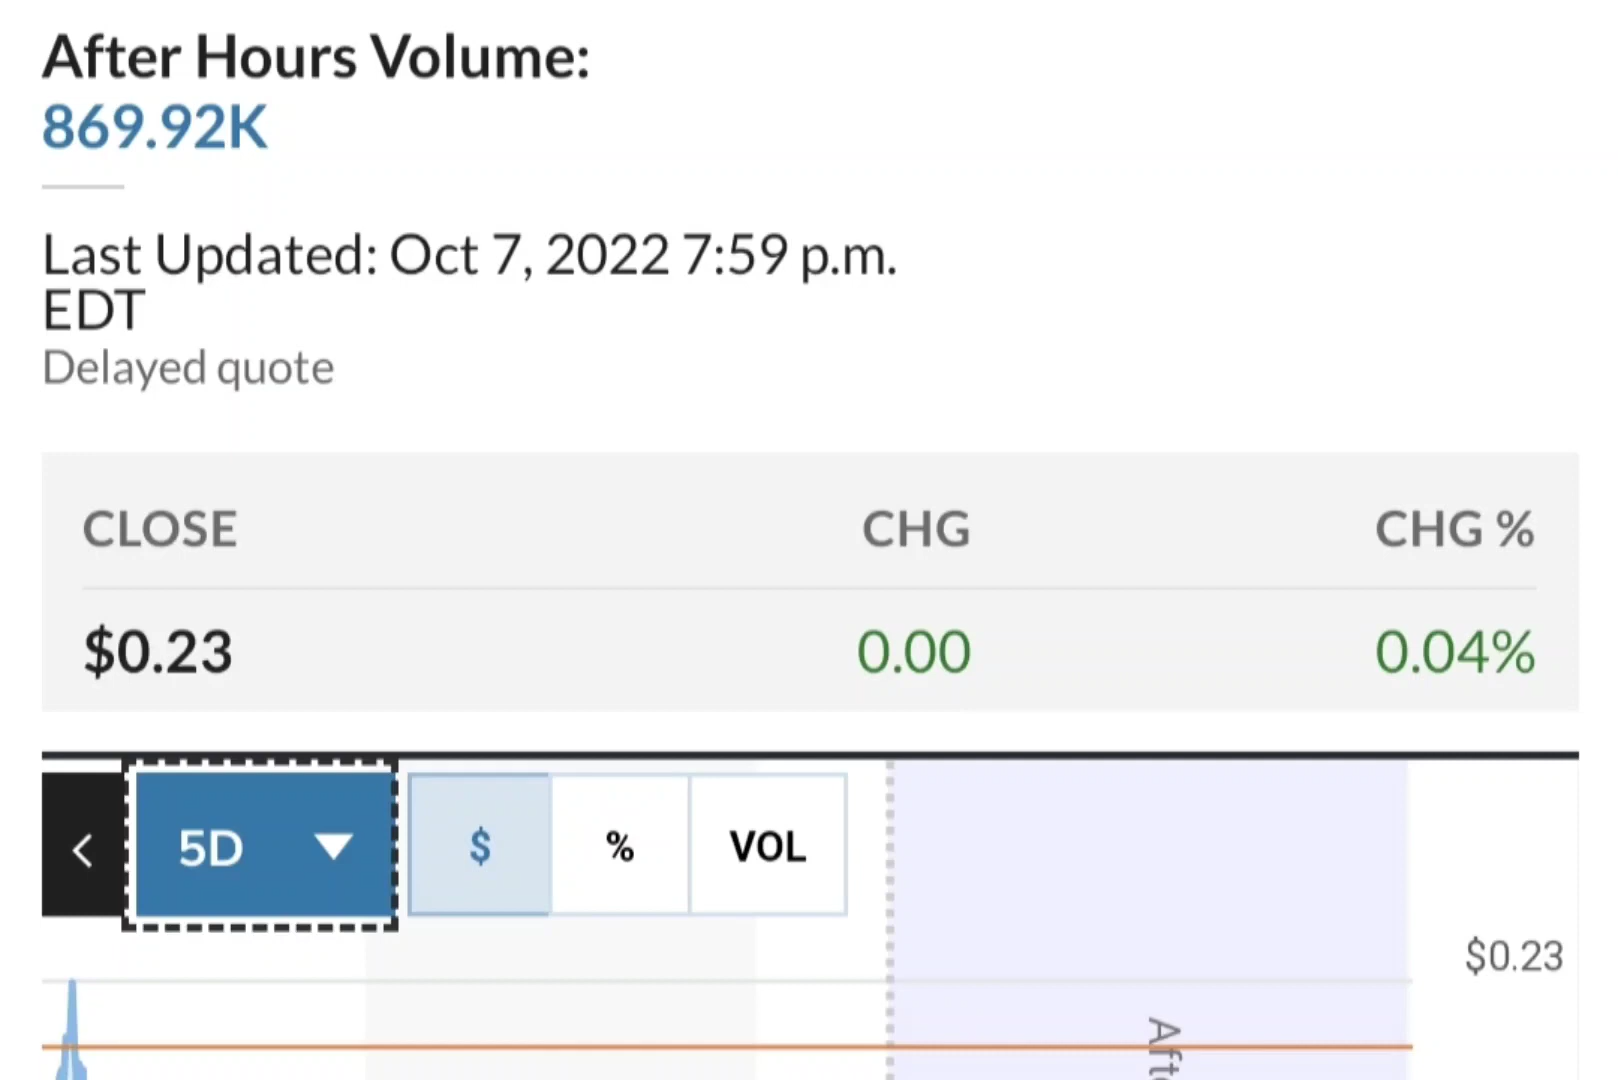 After Hours Volume:
869.92K
Last Updated: Oct 7, 2022 7:59 p.m.
EDT
Delayed quote
CLOSE CHG CHG %
$0.23 0.00 0.04%
5D $ % VOL
$0.23